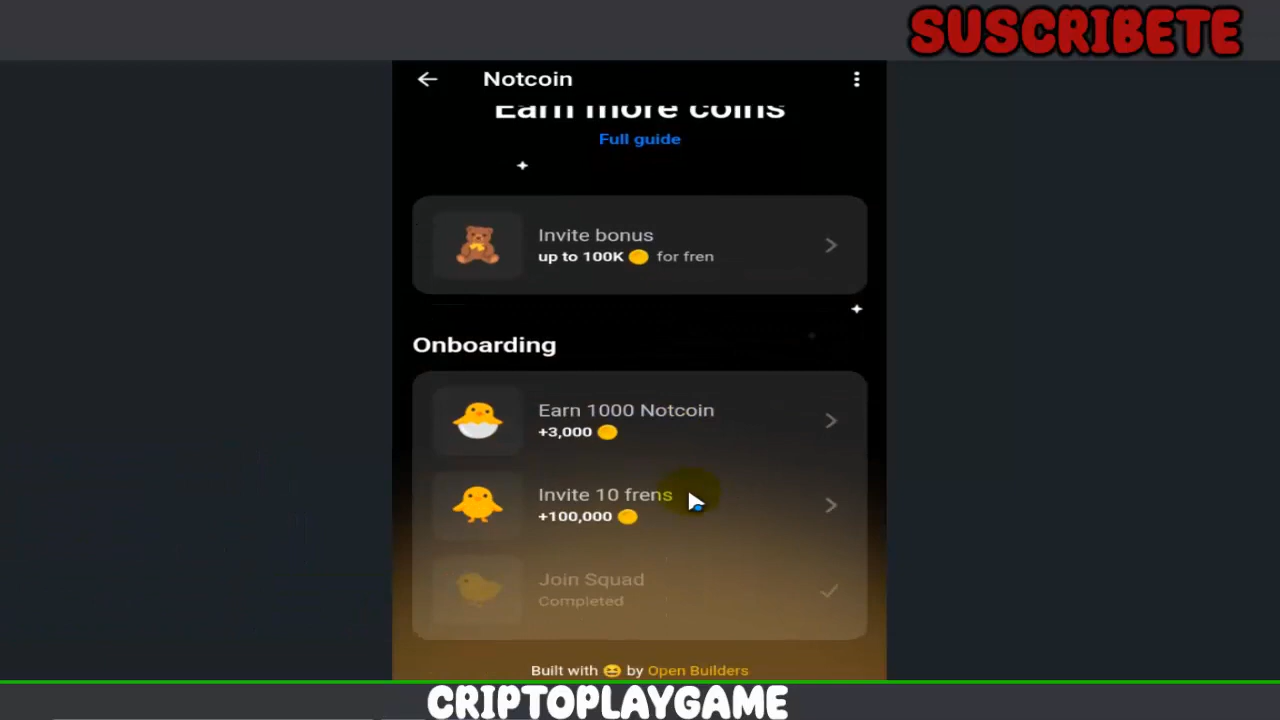 SUSCRIBETE
Notcoin
Earn more coins
Full guide
Invite bonus
up to 100K for fren
Onboarding
Earn 1000 Notcoin
+3,000
Invite 10 frens
+100,000
Join Squad
Completed
Built with 😆 by Open Builders
CRIPTOPLAYGAME